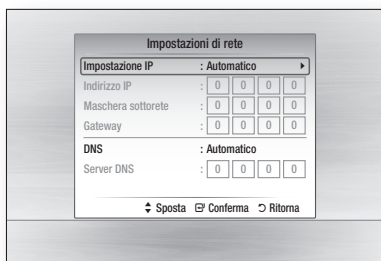 Impostazioni di rete
Impostazione IP : Automatico
Indirizzo IP : 0 0 0 0
Maschera sottorete : 0 0 0 0
Gateway : 0 0 0 0
DNS : Automatico
Server DNS : 0 0 0 0
Sposta Conferma Ritorna